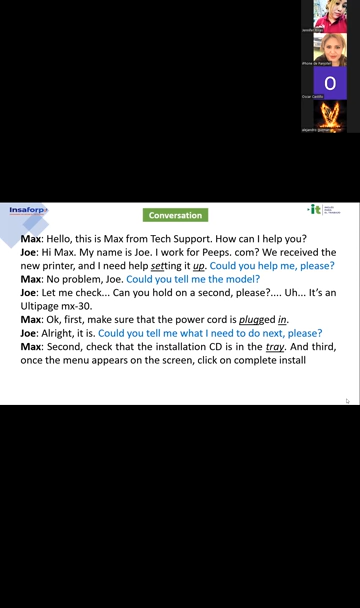 O
Insaforp
it
Conversation
Max: Hello, this is Max from Tech Support. How can I help you?
Joe: Hi Max. My name is Joe. I work for Peeps. com? We received the
new printer, and I need help setting it up. Could you help me, please?
Max: No problem, Joe. Could you tell me the model?
Joe: Let me check... Can you hold on a second, please?.... Uh... It's an
Ultipage mx-30.
Max: Ok, first, make sure that the power cord is plugged in.
Joe: Alright, it is. Could you tell me what I need to do next, please?
Max: Second, check that the installation CD is in the tray. And third,
once the menu appears on the screen, click on complete install